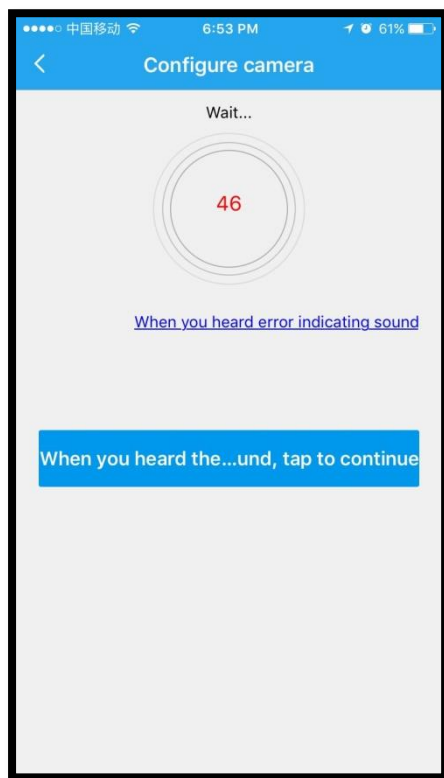 中国移动 6:53 PM 61%
Configure camera
Wait...
46
When you heard error indicating sound
When you heard the...und, tap to continue